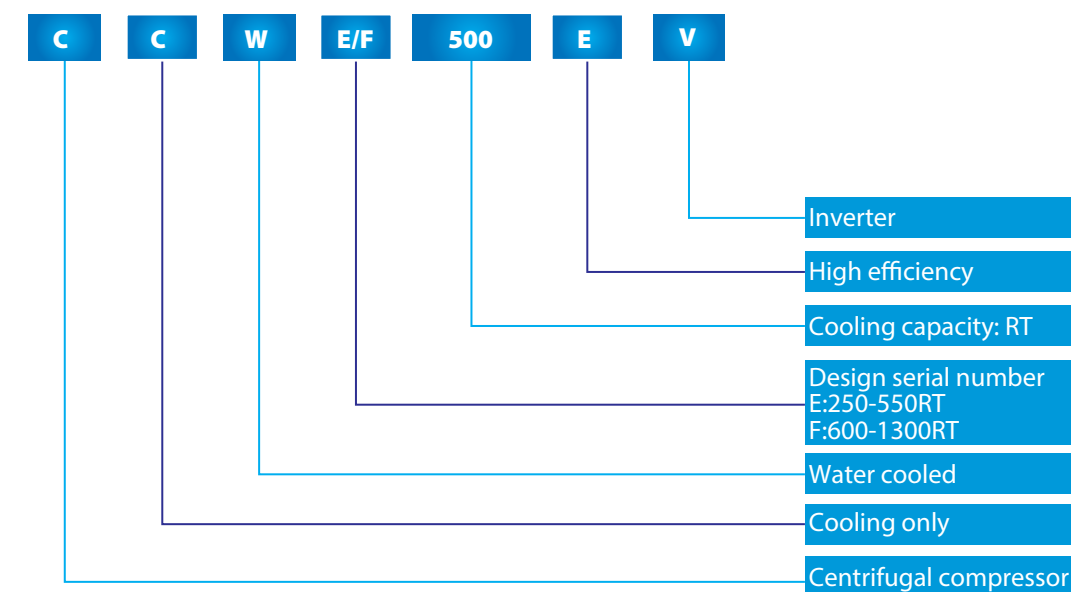 C C W E/F 500 E V
Inverter
High efficiency
Cooling capacity: RT
Design serial number
E:250-550RT
F:600-1300RT
Water cooled
Cooling only
Centrifugal compressor